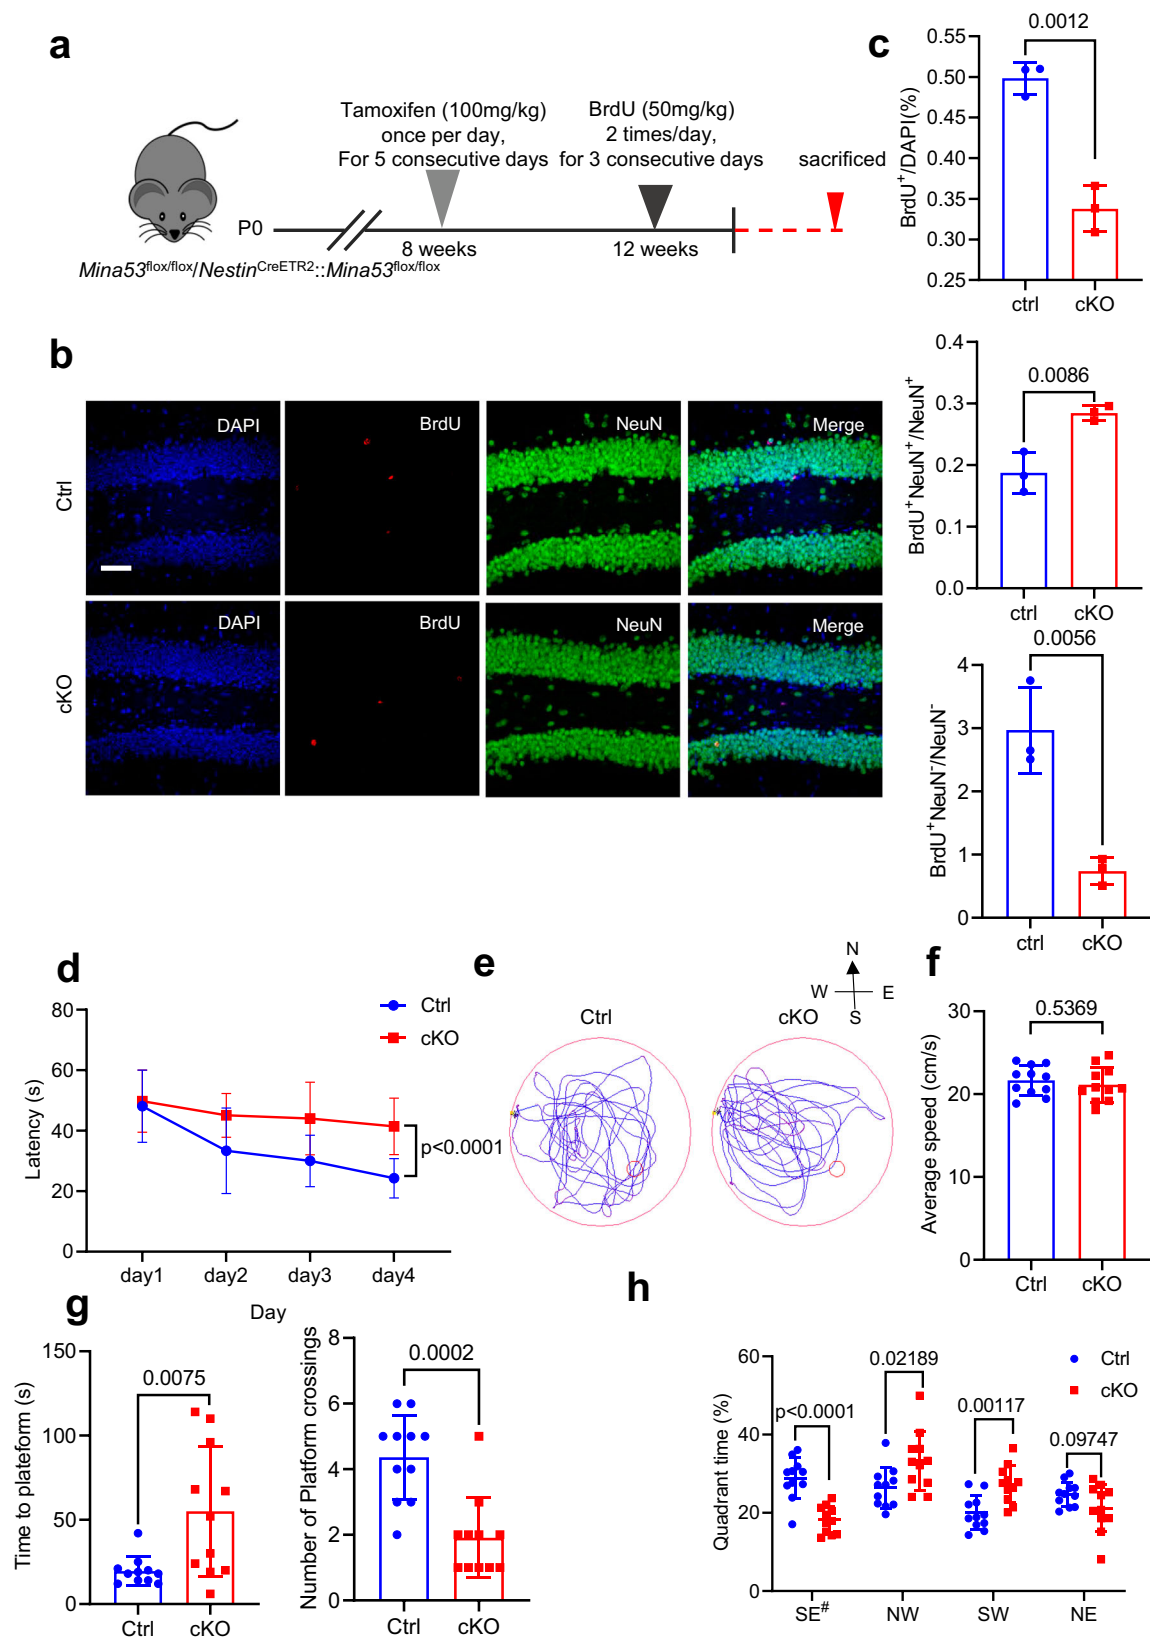 a
Tamoxifen (100mg/kg)
once per day,
For 5 consecutive days
BrdU (50mg/kg)
2 times/day,
for 3 consecutive days
sacrificed
P0
8 weeks
12 weeks
Mina53flox/flox/NestinCreETR2::Mina53flox/flox
c
0.0012
BrdU+/DAPI(%)
0.55
0.50
0.45
0.40
0.35
0.30
0.25
ctrl
cKO
0.0086
BrdU+NeuN+/NeuN+
0.4
0.3
0.2
0.1
0.0
ctrl
cKO
0.0056
BrdU+NeuN-/NeuN-
4
3
2
1
0
ctrl
cKO
b
Ctrl
DAPI
BrdU
NeuN
Merge
cKO
DAPI
BrdU
NeuN
Merge
d
Ctrl
cKO
Latency (s)
80
60
40
20
0
p<0.0001
day1
day2
day3
day4
Day
e
N
W
E
S
Ctrl
cKO
f
0.5369
Average speed (cm/s)
30
20
10
0
Ctrl
cKO
g
0.0075
Time to plateform (s)
150
100
50
0
Ctrl
cKO
0.0002
Number of Platform crossings
8
6
4
2
0
Ctrl
cKO
h
Ctrl
cKO
Quadrant time (%)
60
40
20
0
p<0.0001
0.02189
0.00117
0.09747
SE#
NW
SW
NE